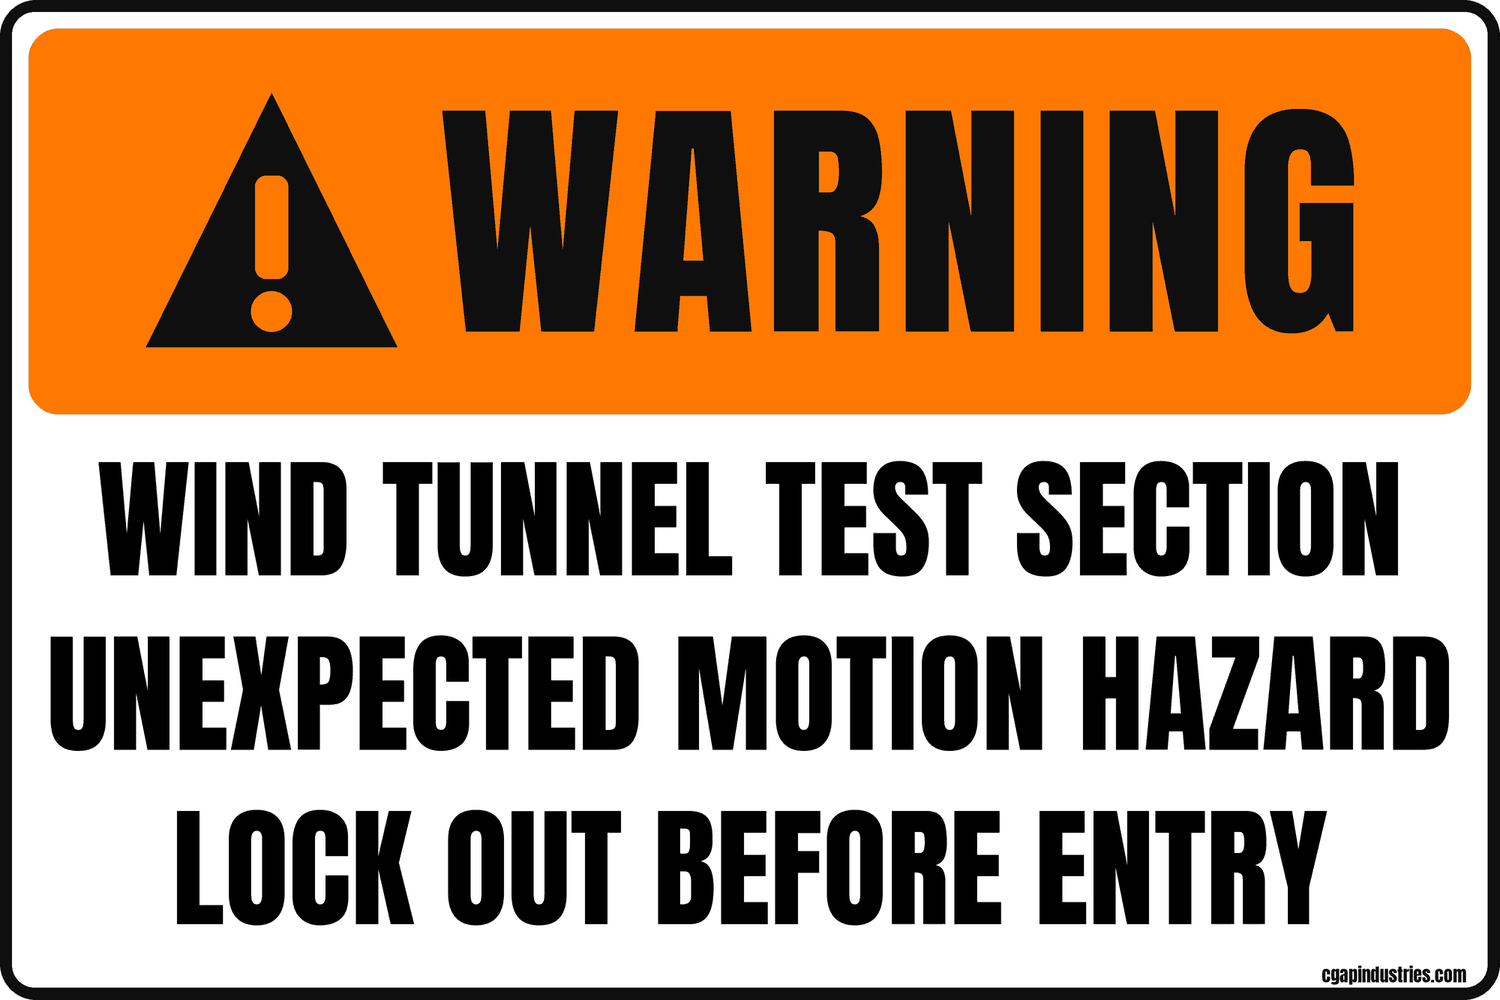 WARNING
WIND TUNNEL TEST SECTION
UNEXPECTED MOTION HAZARD
LOCK OUT BEFORE ENTRY
cgapindustries.com